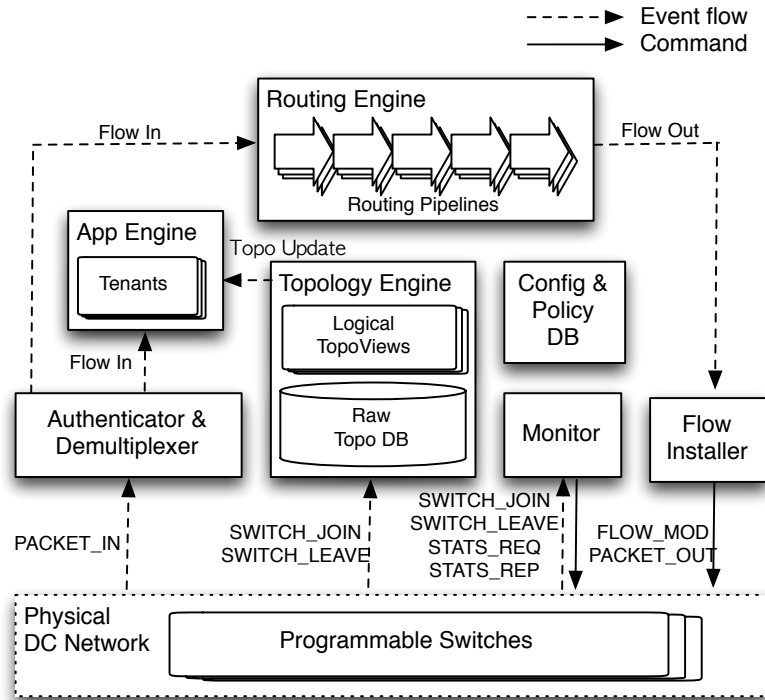 Event flow
Command
Routing Engine
Flow In
Flow Out
Routing Pipelines
App Engine
Topo Update
Tenants
Topology Engine
Config &
Policy
DB
Logical
TopoViews
Flow In
Authenticator &
Demultiplexer
Raw
Topo DB
Monitor
Flow
Installer
PACKET_IN
SWITCH_JOIN
SWITCH_LEAVE
SWITCH_JOIN
SWITCH_LEAVE
STATS_REQ
STATS_REP
FLOW_MOD
PACKET_OUT
Physical
DC Network
Programmable Switches